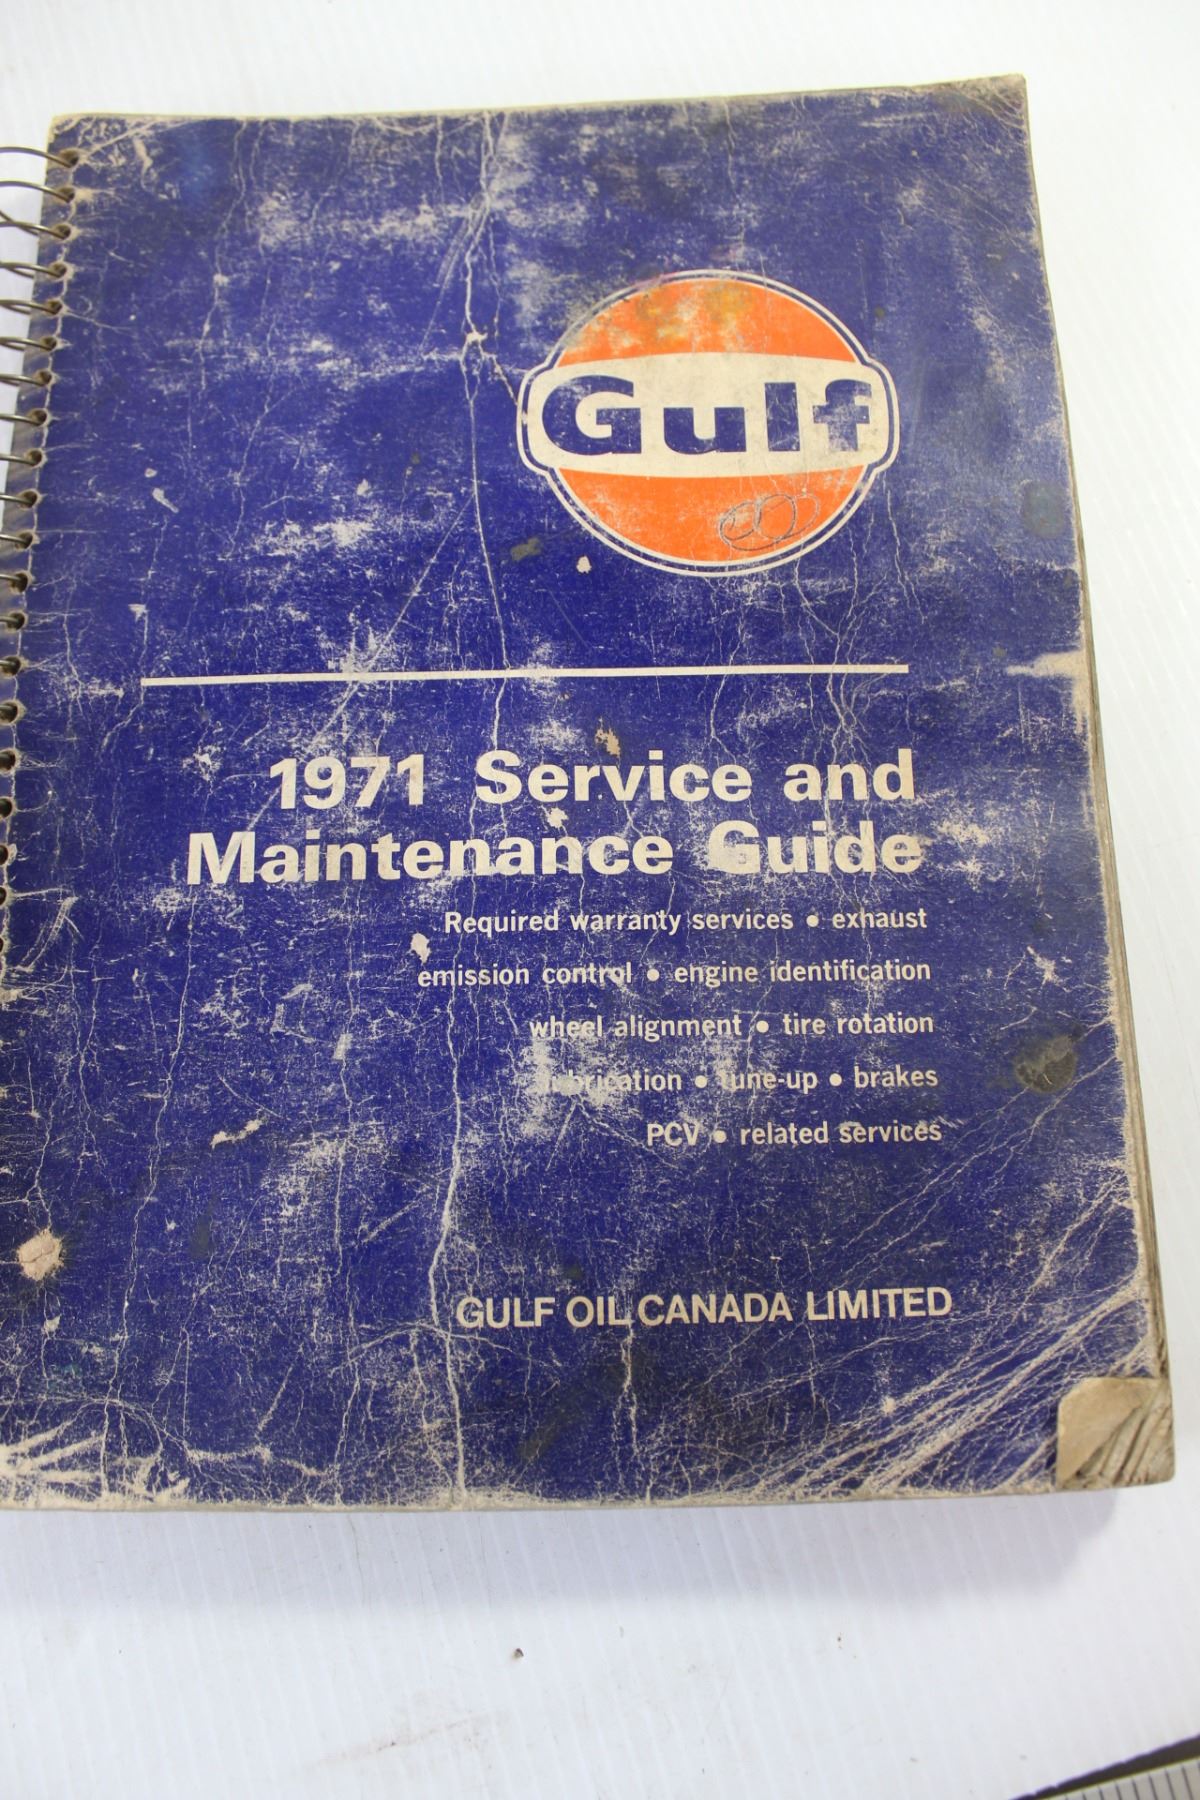 Gulf
1971 Service and
Maintenance Guide
Required warranty services • exhaust
emission control • engine identification
wheel alignment • tire rotation
lubrication • tune-up • brakes
PCV • related services
GULF OIL CANADA LIMITED